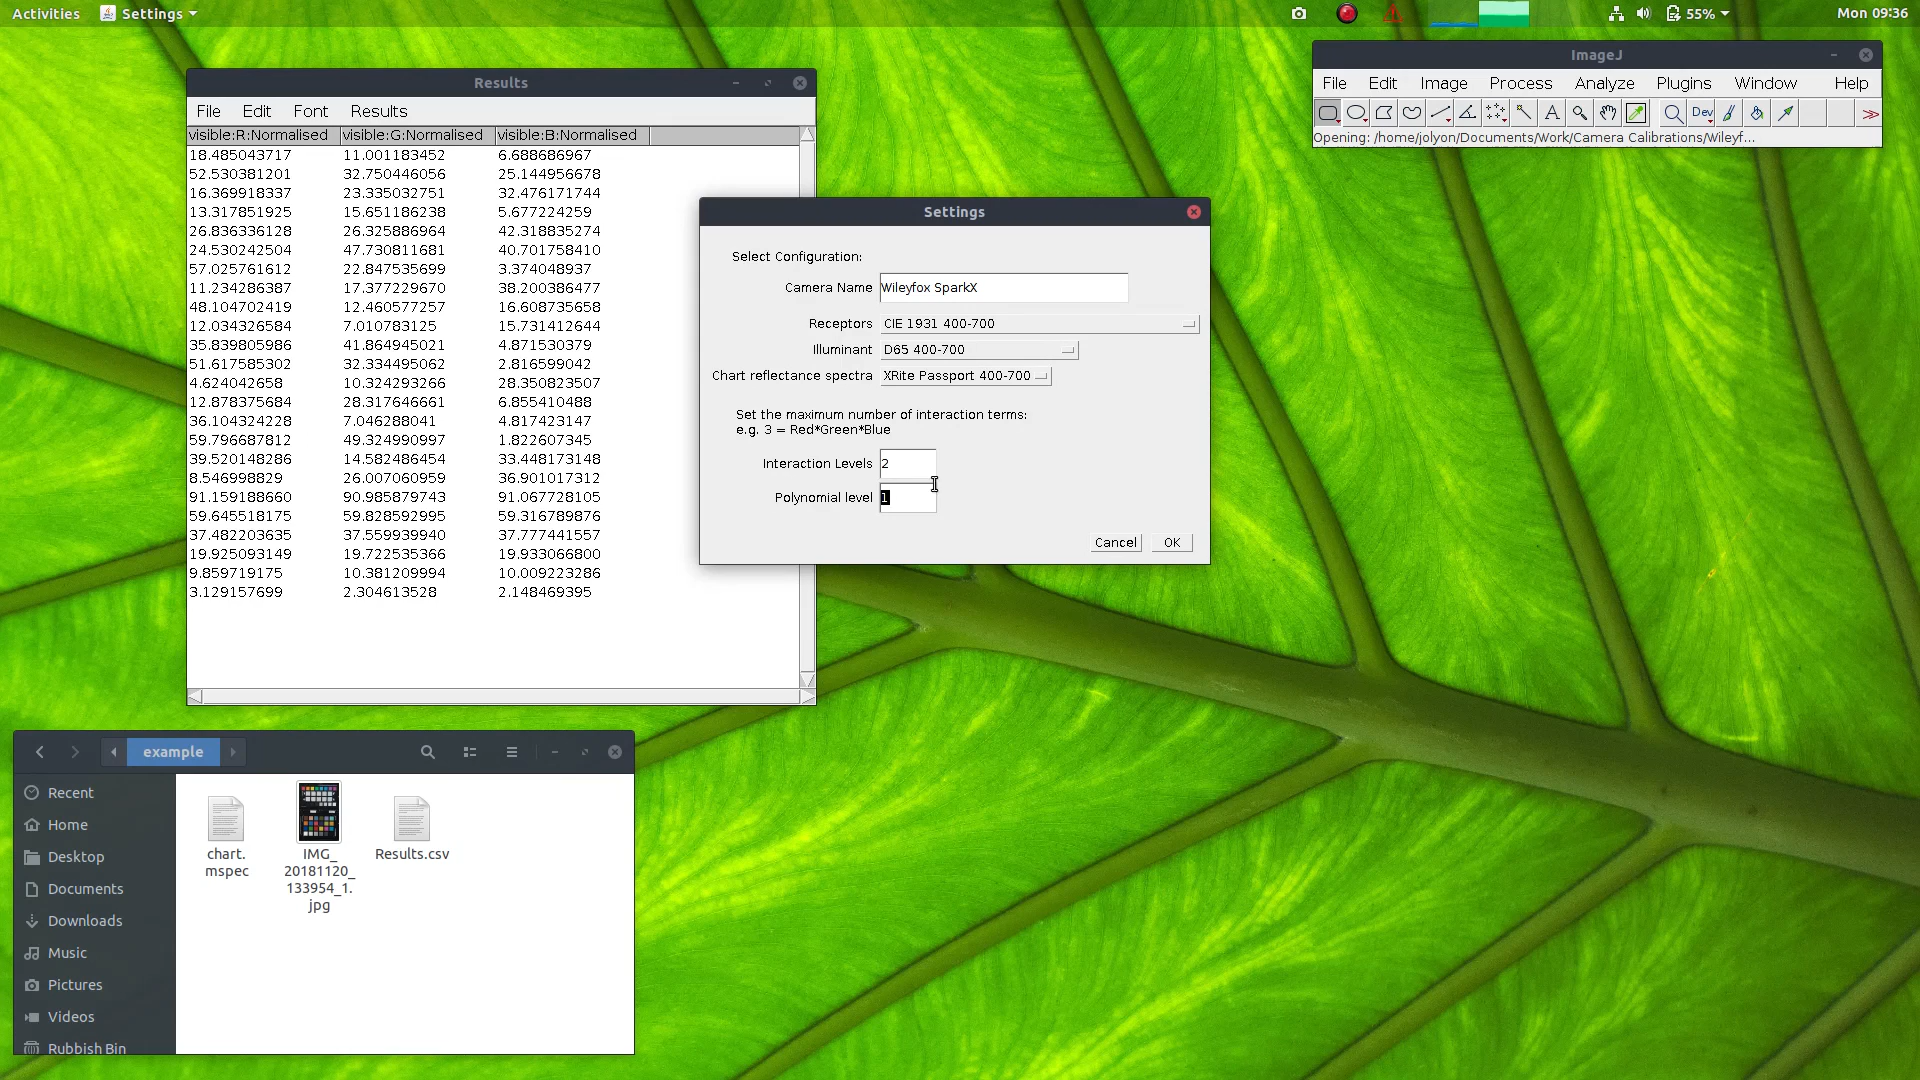 Activities Settings 55% Mon 09:36
Results
File Edit Font Results
visible:R:Normalised visible:G:Normalised visible:B:Normalised
18.485043717 11.001183452 6.688686967
52.530381201 32.750446056 25.144956678
16.369918337 23.335032751 32.476171744
13.317851925 15.651186238 5.677224259
26.836336128 26.325886964 42.318835274
24.530242504 47.730811681 40.701758410
57.025761612 22.847535699 3.374048937
11.234286387 17.377229670 38.200386477
48.104702419 12.460577257 16.608735658
12.034326584 7.010783125 15.731412644
35.839805986 41.864945021 4.871530379
51.617585302 32.334495062 2.816599042
4.624042658 10.324293266 28.350823507
12.878375684 28.317646661 6.855410488
36.104324228 7.046288041 4.817423147
59.796687812 49.324990997 1.822607345
39.520148286 14.582486454 33.448173148
8.546998829 26.007060959 36.901017312
91.159188660 90.985879743 91.067728105
59.645518175 59.828592995 59.316789876
37.482203635 37.559939940 37.777441557
19.925093149 19.722535366 19.933066800
9.859719175 10.381209994 10.009223286
3.129157699 2.304613528 2.148469395
Settings
Select Configuration:
Camera Name Wileyfox SparkX
Receptors CIE 1931 400-700
Illuminant D65 400-700
Chart reflectance spectra XRite Passport 400-700
Set the maximum number of interaction terms:
e.g. 3 = Red*Green*Blue
Interaction Levels 2
Polynomial level 1
Cancel OK
ImageJ
File Edit Image Process Analyze Plugins Window Help
A Dev
Opening: /home/jolyon/Documents/Work/Camera Calibrations/Wileyf...
example
Recent
Home
Desktop
Documents
Downloads
Music
Pictures
Videos
Rubbish Bin
chart.
mspec
IMG_
20181120_
133954_1.
jpg
Results.csv